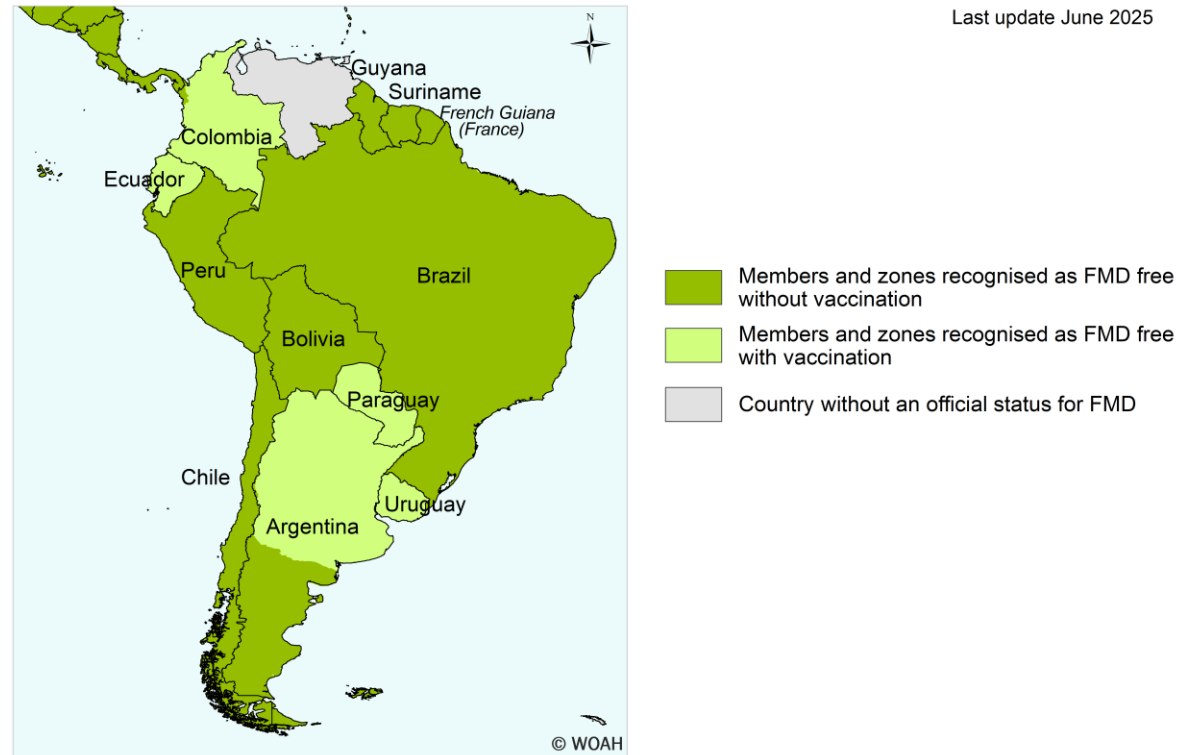 Last update June 2025
N
Guyana
Suriname
French Guiana
(France)
Colombia
Ecuador
Peru
Brazil
Bolivia
Paraguay
Chile
Uruguay
Argentina
© WOAH
Members and zones recognised as FMD free
without vaccination
Members and zones recognised as FMD free
with vaccination
Country without an official status for FMD